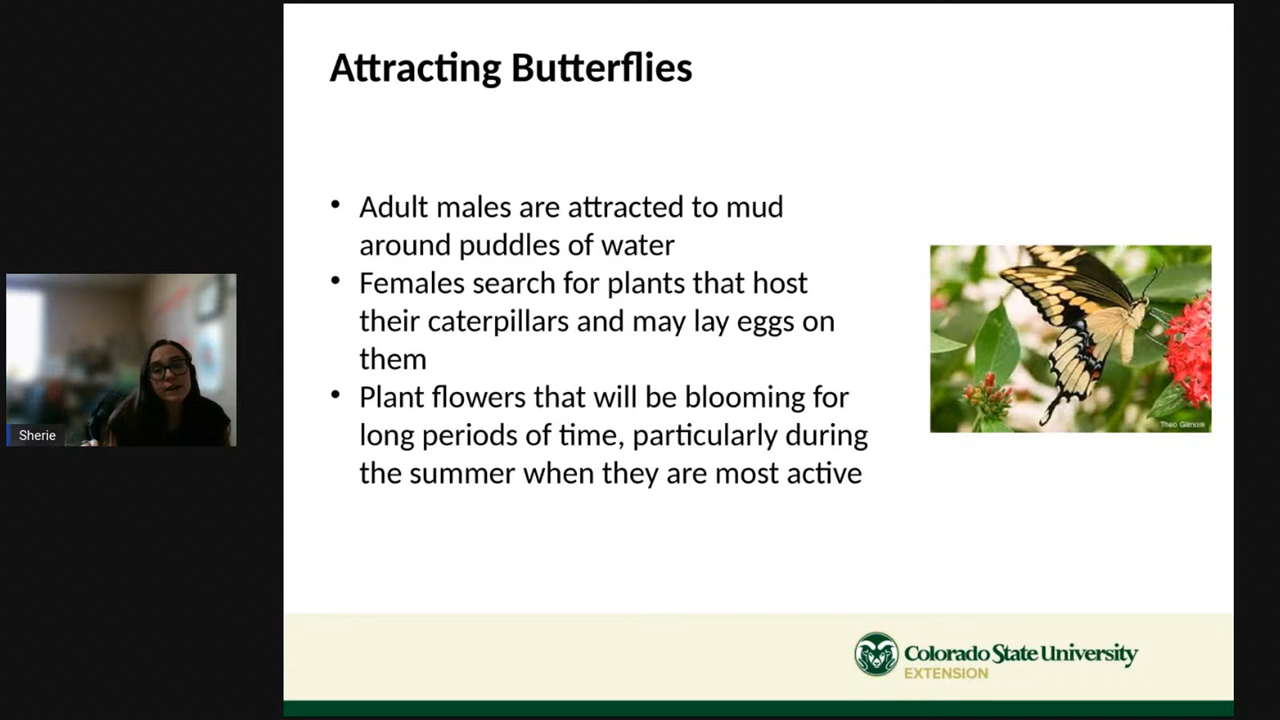 Attracting Butterflies
• Adult males are attracted to mud
around puddles of water
• Females search for plants that host
their caterpillars and may lay eggs on
them
• Plant flowers that will be blooming for
long periods of time, particularly during
the summer when they are most active
Theo Gilmore
Sherie
Colorado State University
EXTENSION